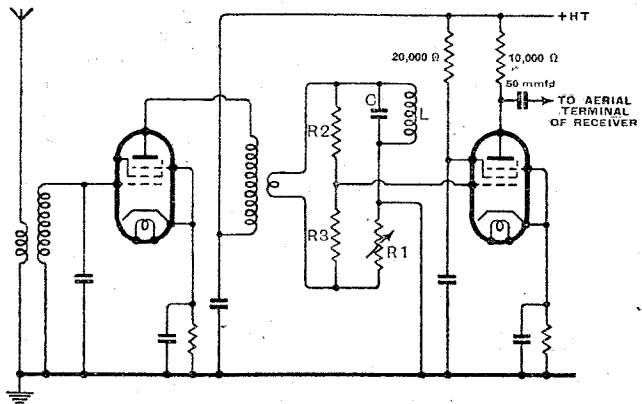 +HT
20,000 Ω
10,000 Ω
50 mmfd
TO AERIAL
TERMINAL
OF RECEIVER
C
L
R2
R3
R1